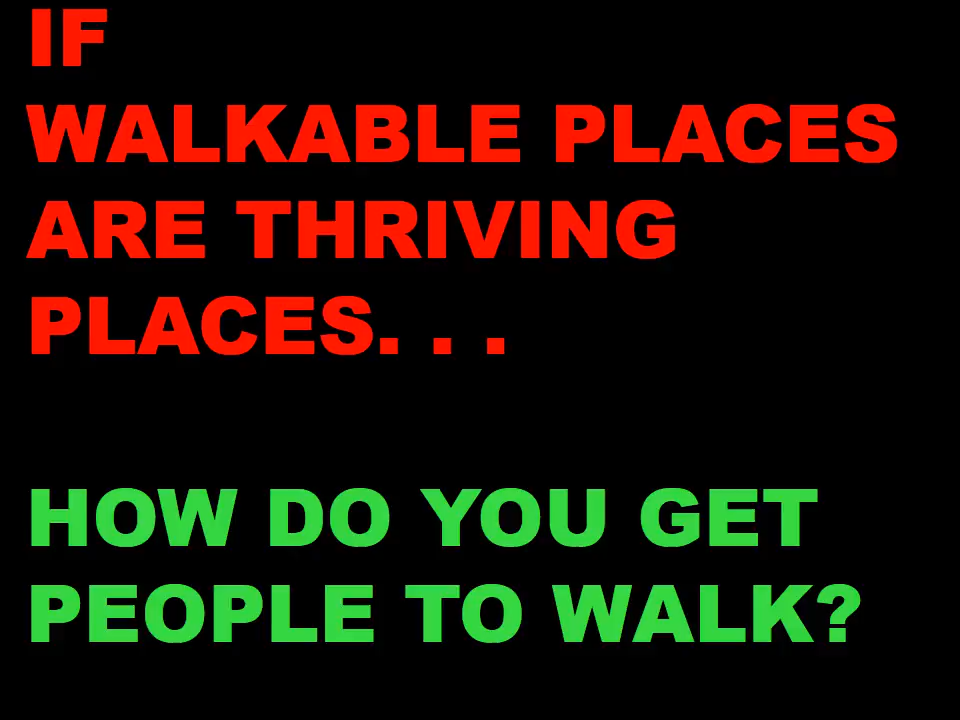 IF
WALKABLE PLACES
ARE THRIVING
PLACES. . .
HOW DO YOU GET
PEOPLE TO WALK?